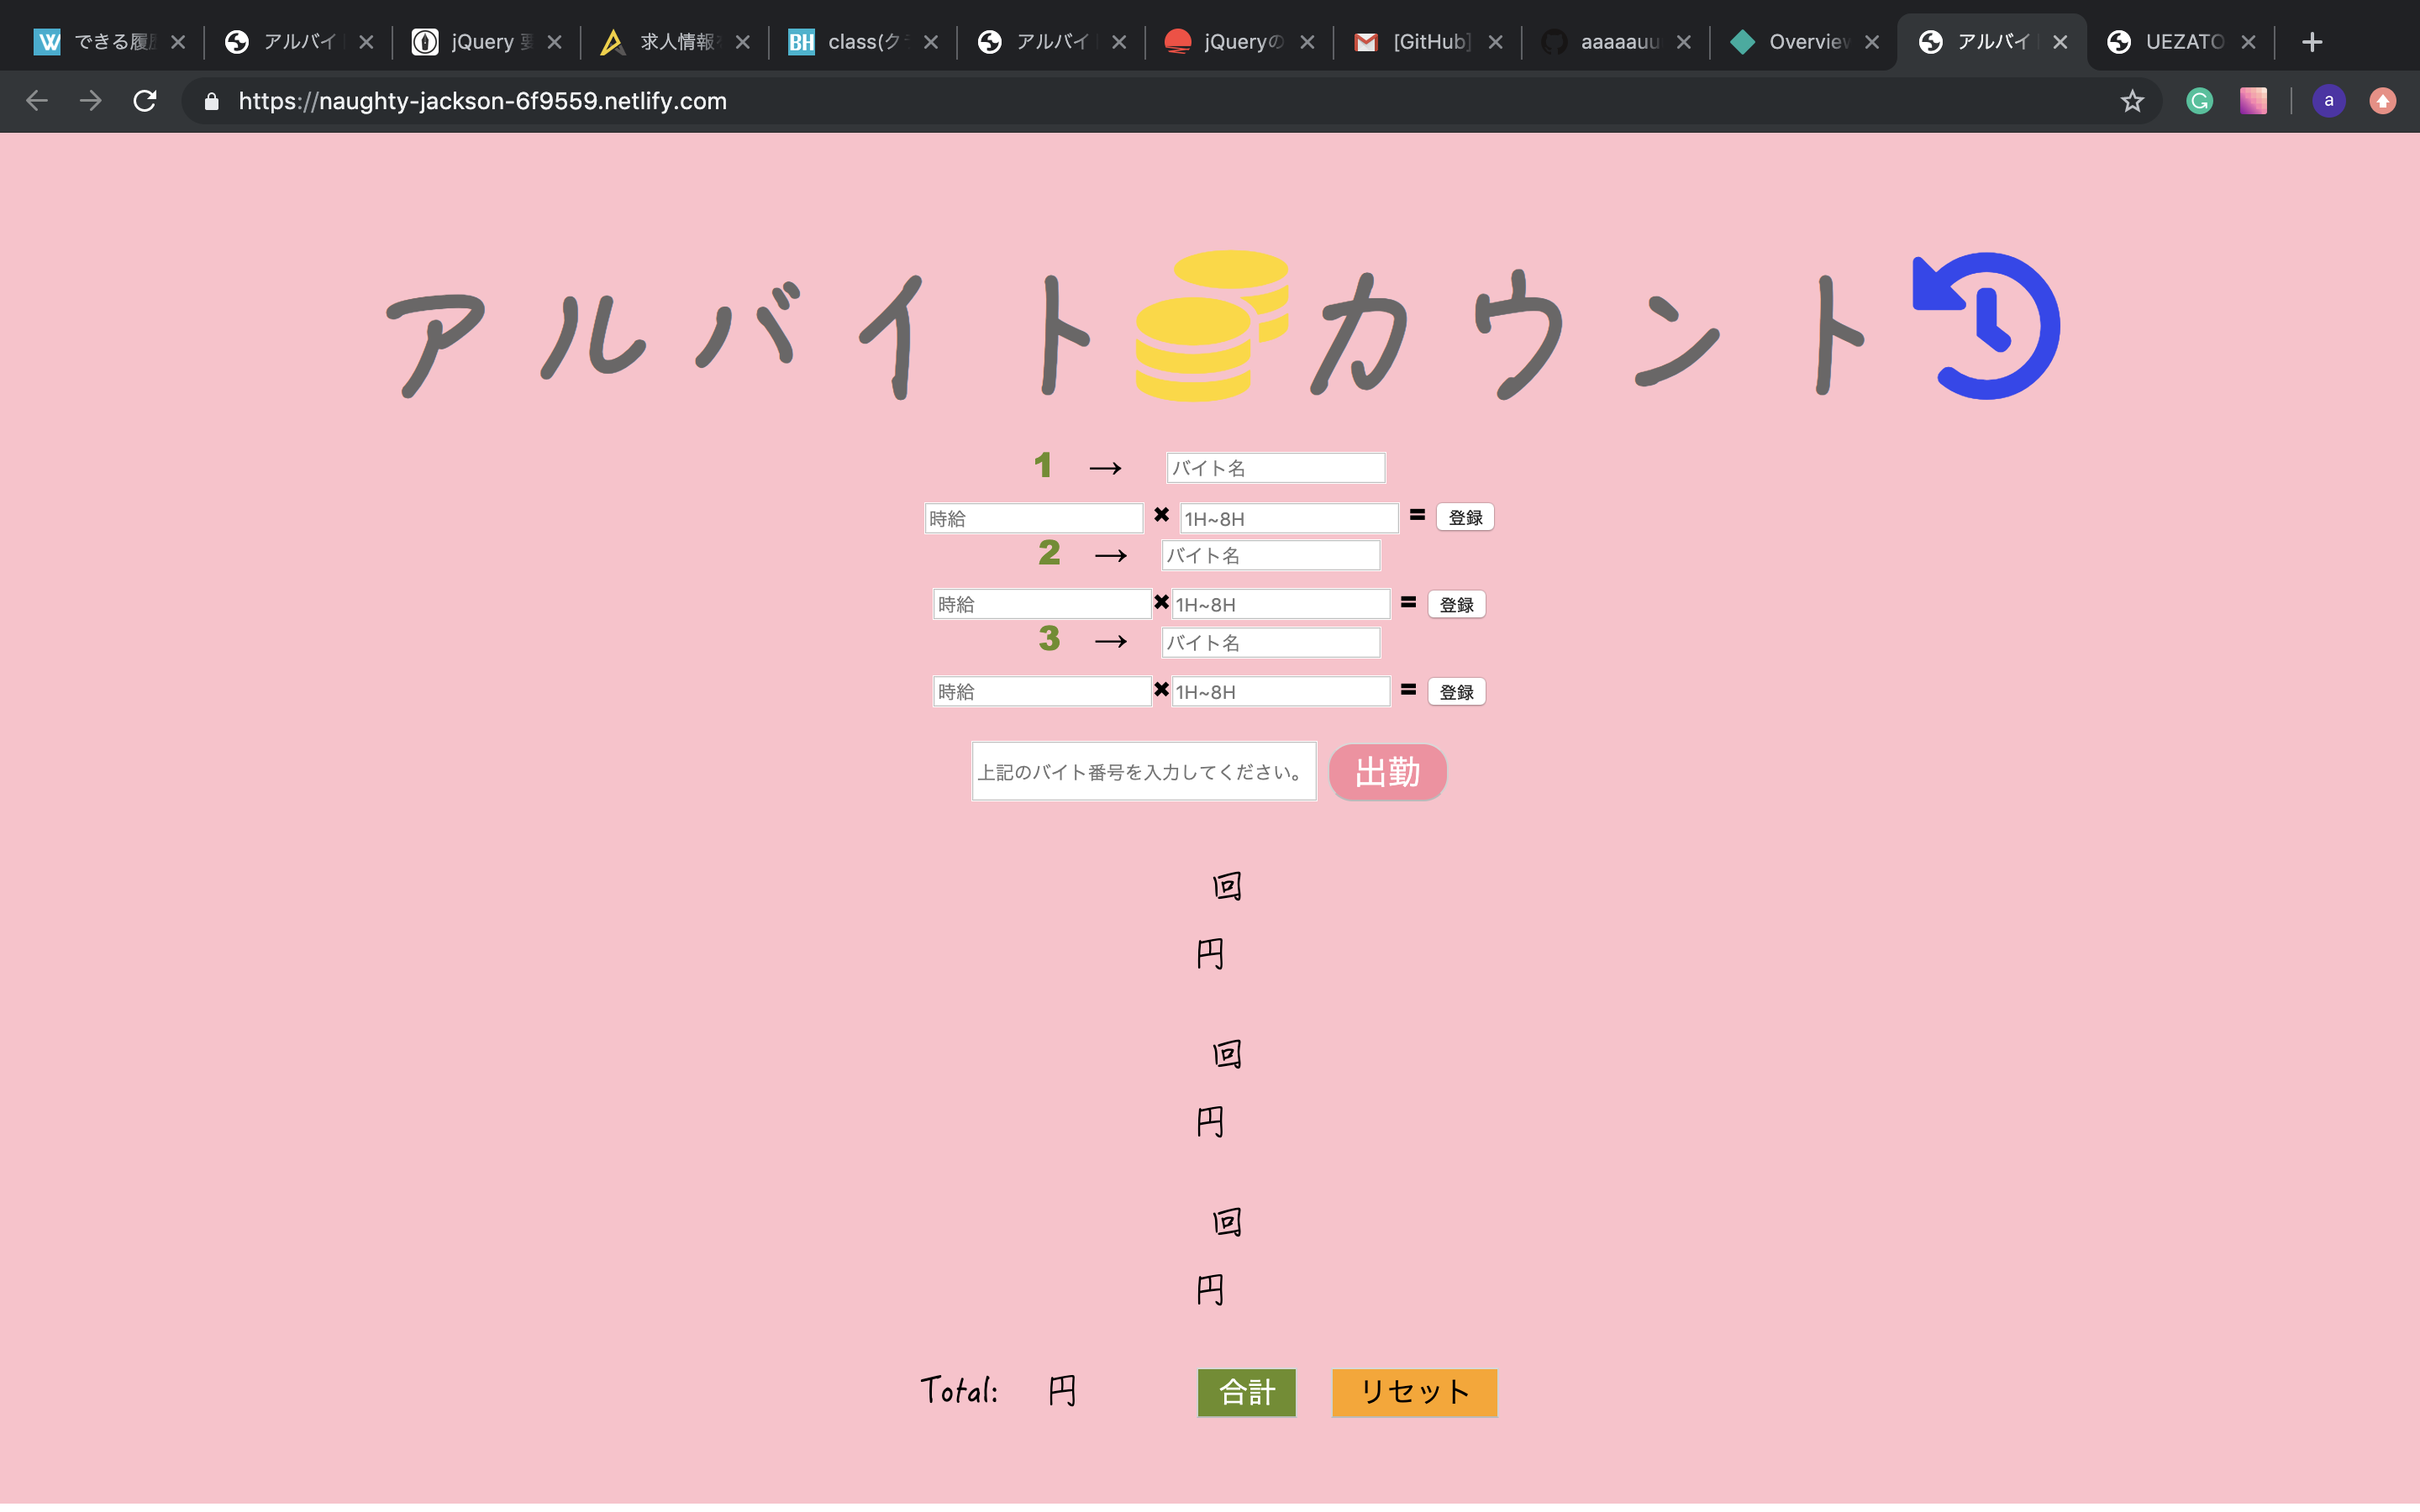 できる履
アルバイ
jQuery 要
求人情報
class(ク
アルバイ
jQueryの
[GitHub]
aaaaauu
Overview
アルバイ
UEZATO
https://naughty-jackson-6f9559.netlify.com
アルバイトカウント
1 → バイト名
時給 × 1H~8H = 登録
2 → バイト名
時給 × 1H~8H = 登録
3 → バイト名
時給 × 1H~8H = 登録
上記のバイト番号を入力してください。 出勤
回
円
回
円
回
円
Total: 円 合計 リセット